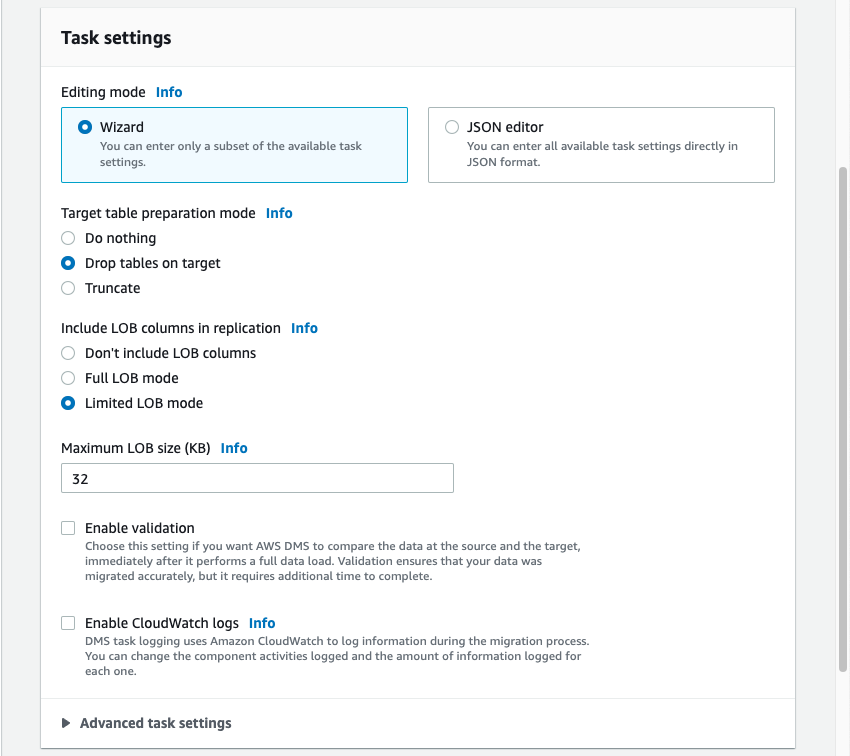 Task settings
Editing mode Info
Wizard
You can enter only a subset of the available task
settings.
JSON editor
You can enter all available task settings directly in
JSON format.
Target table preparation mode Info
Do nothing
Drop tables on target
Truncate
Include LOB columns in replication Info
Don't include LOB columns
Full LOB mode
Limited LOB mode
Maximum LOB size (KB) Info
32
Enable validation
Choose this setting if you want AWS DMS to compare the data at the source and the target,
immediately after it performs a full data load. Validation ensures that your data was
migrated accurately, but it requires additional time to complete.
Enable CloudWatch logs Info
DMS task logging uses Amazon CloudWatch to log information during the migration process.
You can change the component activities logged and the amount of information logged for
each one.
Advanced task settings